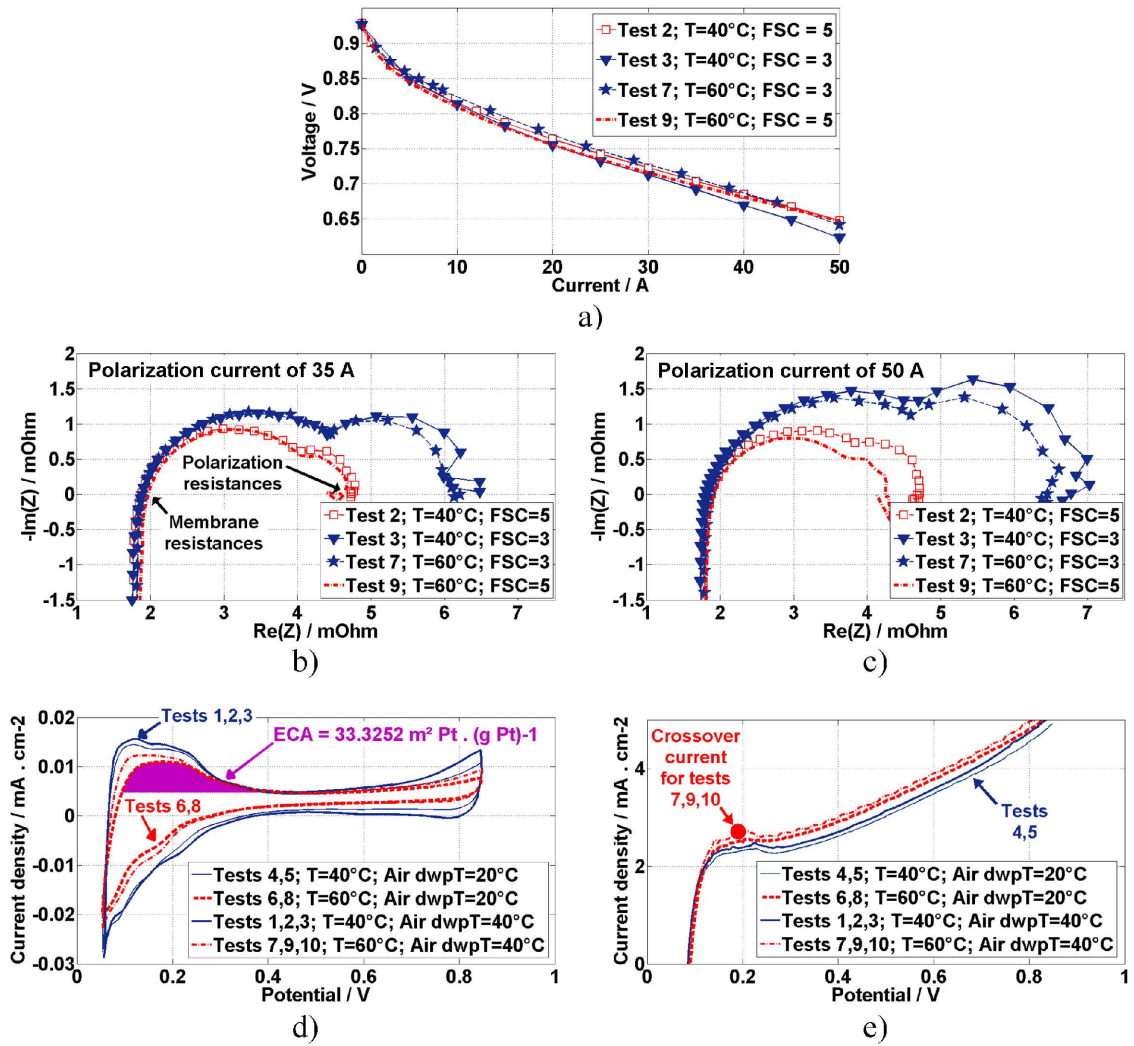 0.9
0.85
0.8
0.75
0.7
0.65
Voltage / V
Test 2; T=40°C; FSC = 5
Test 3; T=40°C; FSC = 3
Test 7; T=60°C; FSC = 3
Test 9; T=60°C; FSC = 5
0 10 20 30 40 50
Current / A
a)
2
1.5
1
0.5
0
-0.5
-1
-1.5
-Im(Z) / mOhm
Polarization current of 35 A
Polarization
resistances
Membrane
resistances
Test 2; T=40°C; FSC=5
Test 3; T=40°C; FSC=3
Test 7; T=60°C; FSC=3
Test 9; T=60°C; FSC=5
1 2 3 4 5 6 7
Re(Z) / mOhm
b)
2
1.5
1
0.5
0
-0.5
-1
-1.5
-Im(Z) / mOhm
Polarization current of 50 A
Test 2; T=40°C; FSC=5
Test 3; T=40°C; FSC=3
Test 7; T=60°C; FSC=3
Test 9; T=60°C; FSC=5
1 2 3 4 5 6 7
Re(Z) / mOhm
c)
0.02
0.01
0
-0.01
-0.02
-0.03
Current density / mA . cm-2
Tests 1,2,3
ECA = 33.3252 m² Pt . (g Pt)-1
Tests 6,8
Tests 4,5; T=40°C; Air dwpT=20°C
Tests 6,8; T=60°C; Air dwpT=20°C
Tests 1,2,3; T=40°C; Air dwpT=40°C
Tests 7,9,10; T=60°C; Air dwpT=40°C
0 0.2 0.4 0.6 0.8 1
Potential / V
d)
4
2
0
Current density / mA . cm-2
Crossover
current
for tests
7,9,10
Tests
4,5
Tests 4,5; T=40°C; Air dwpT=20°C
Tests 6,8; T=60°C; Air dwpT=20°C
Tests 1,2,3; T=40°C; Air dwpT=40°C
Tests 7,9,10; T=60°C; Air dwpT=40°C
0 0.2 0.4 0.6 0.8 1
Potential / V
e)